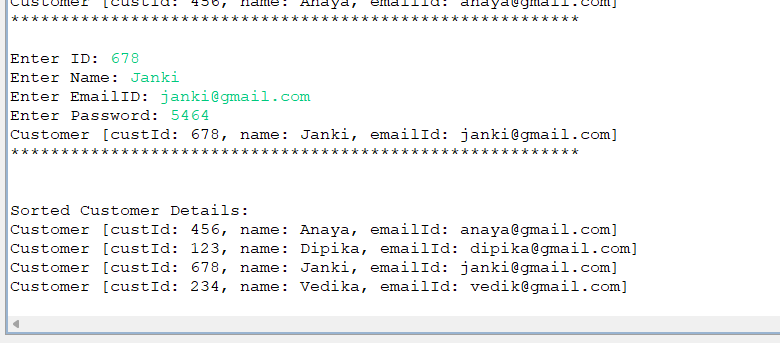 Customer [custId: 456, name: Anaya, emailId: anaya@gmail.com]
*********************************************************

Enter ID: 678
Enter Name: Janki
Enter EmailID: janki@gmail.com
Enter Password: 5464
Customer [custId: 678, name: Janki, emailId: janki@gmail.com]
*********************************************************

Sorted Customer Details:
Customer [custId: 456, name: Anaya, emailId: anaya@gmail.com]
Customer [custId: 123, name: Dipika, emailId: dipika@gmail.com]
Customer [custId: 678, name: Janki, emailId: janki@gmail.com]
Customer [custId: 234, name: Vedika, emailId: vedik@gmail.com]